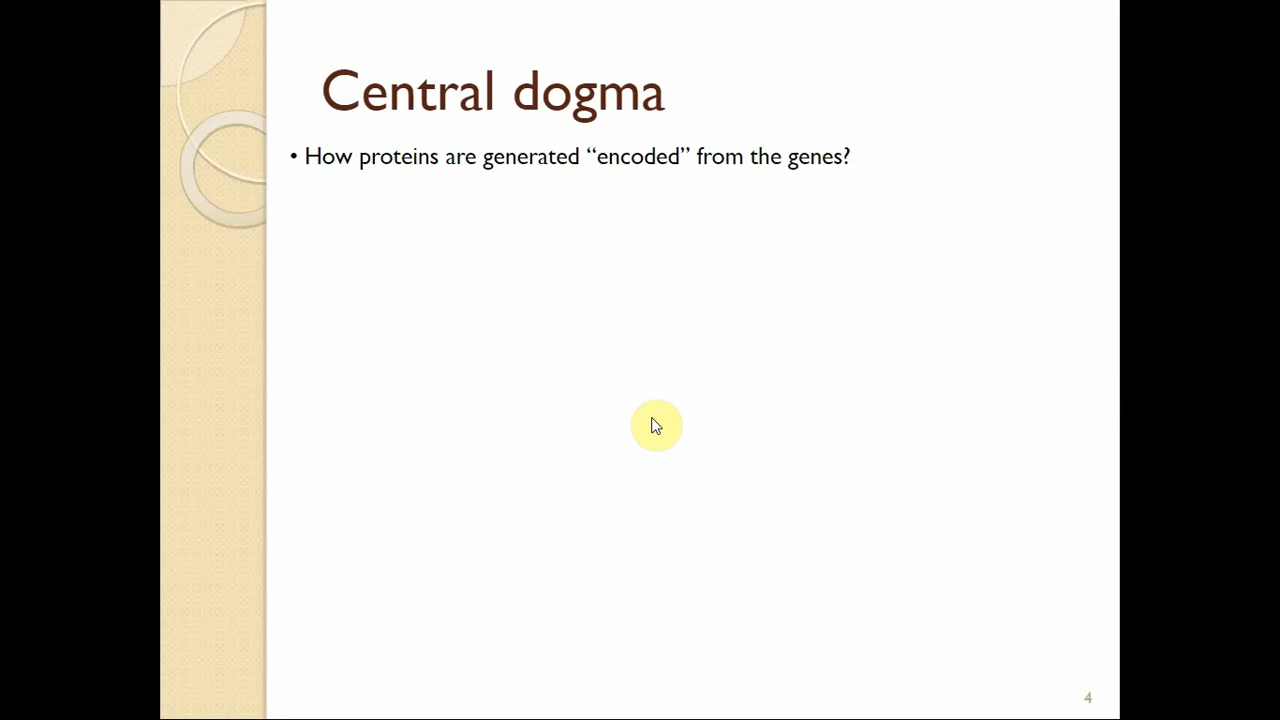 Central dogma
• How proteins are generated “encoded” from the genes?
4